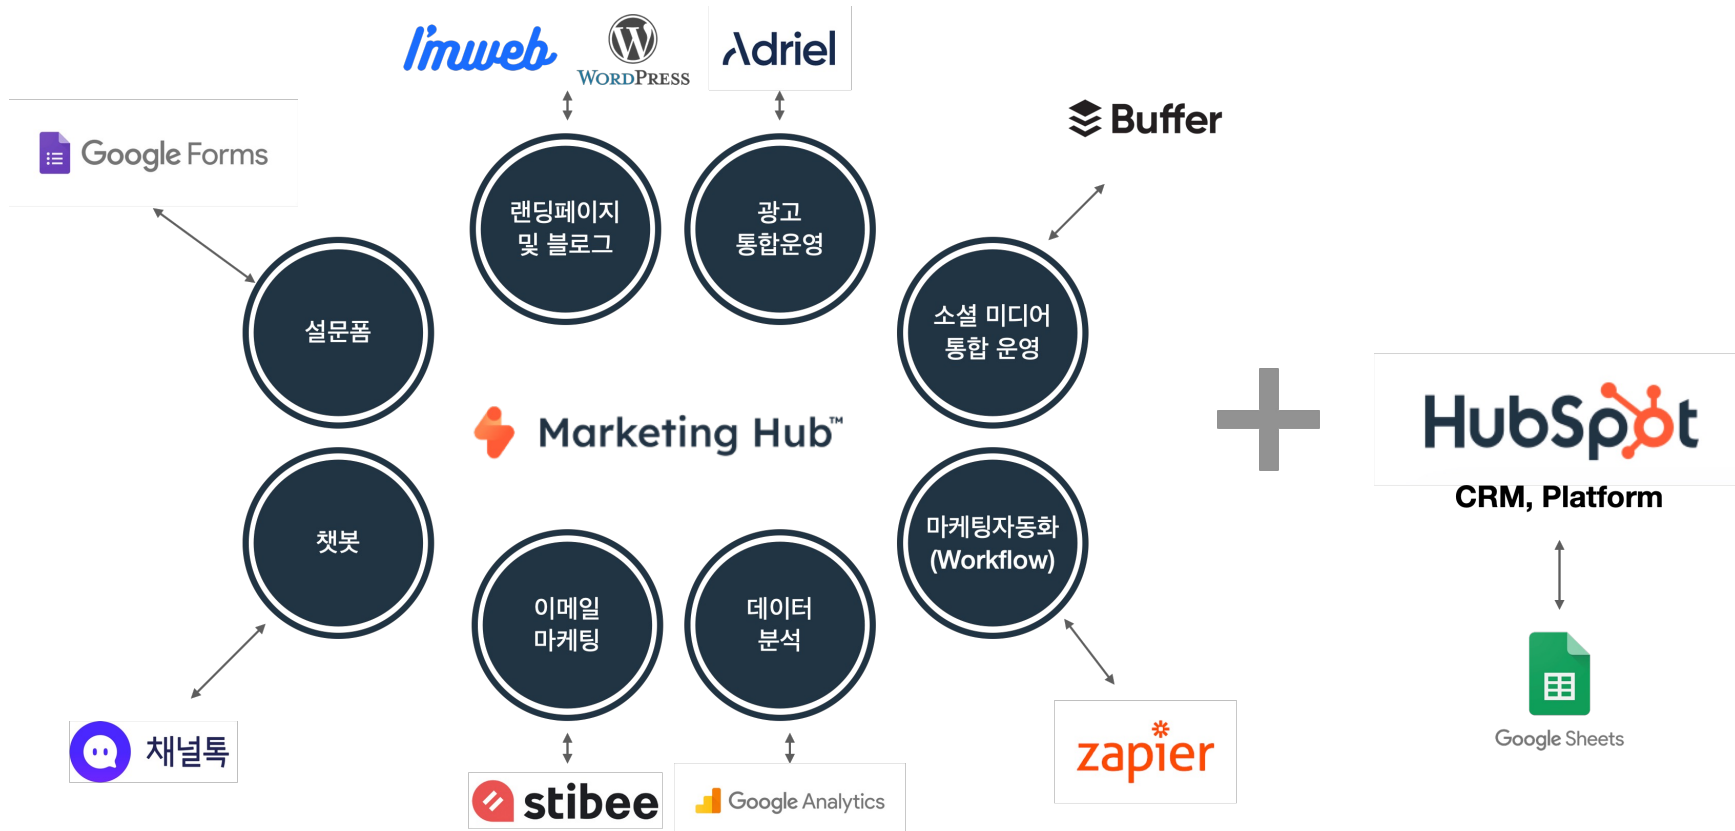 I'mweb
WORDPRESS
Adriel
Buffer
Google Forms
랜딩페이지
및 블로그
광고
통합운영
설문폼
소셜 미디어
통합 운영
Marketing Hub™
HubSpot
CRM, Platform
챗봇
마케팅자동화
(Workflow)
이메일
마케팅
데이터
분석
채널톡
stibee
Google Analytics
zapier
Google Sheets